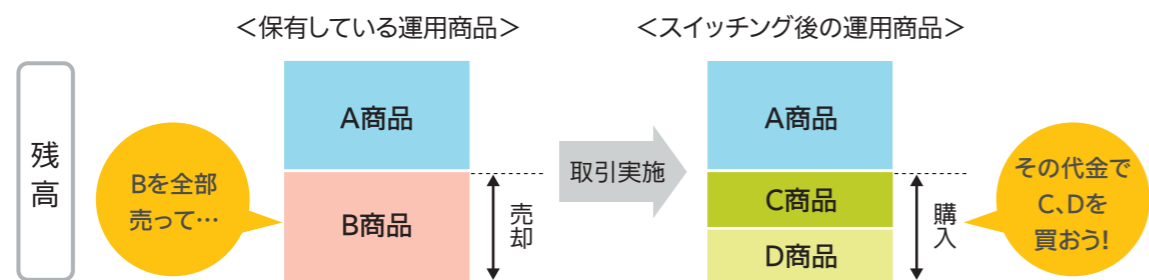 <保有している運用商品>
<スイッチング後の運用商品>
残高
A商品
B商品
Bを全部
売って…
売却
取引実施
A商品
C商品
D商品
購入
その代金で
C、Dを
買おう!